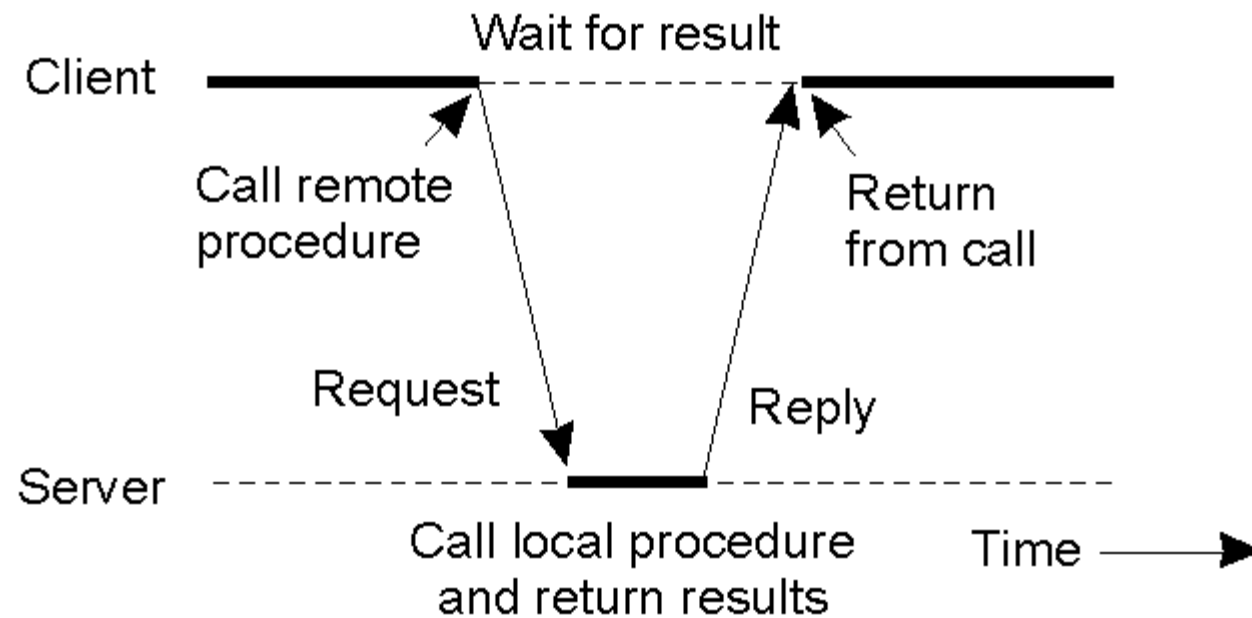 Wait for result
Client
Call remote
procedure
Return
from call
Request
Reply
Server
Call local procedure
and return results
Time